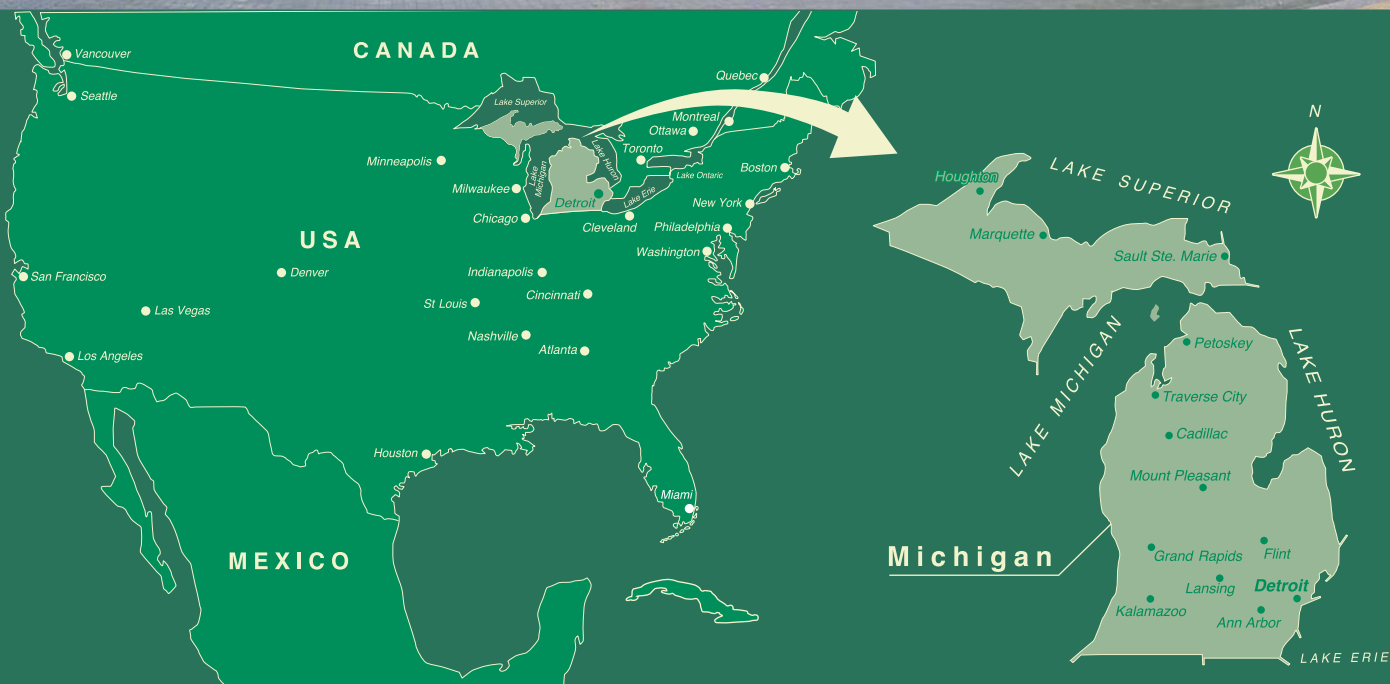 CANADA
Vancouver
Seattle
Quebec
Lake Superior
Montreal
Ottawa
Toronto
Lake Huron
Minneapolis
Lake
Michigan
Boston
Lake Ontaric
Milwaukee
Detroit
Lake Erie
New York
Chicago
Cleveland
Philadelphia
USA
Washington
San Francisco
Denver
Indianapolis
Cincinnati
St Louis
Las Vegas
Nashville
Atlanta
Los Angeles
Houston
Miami
MEXICO
N
LAKE SUPERIOR
Houghton
Marquette
Sault Ste. Marie
LAKE MICHIGAN
LAKE HURON
Petoskey
Traverse City
Cadillac
Mount Pleasant
Michigan
Grand Rapids
Flint
Lansing
Detroit
Kalamazoo
Ann Arbor
LAKE ERIE